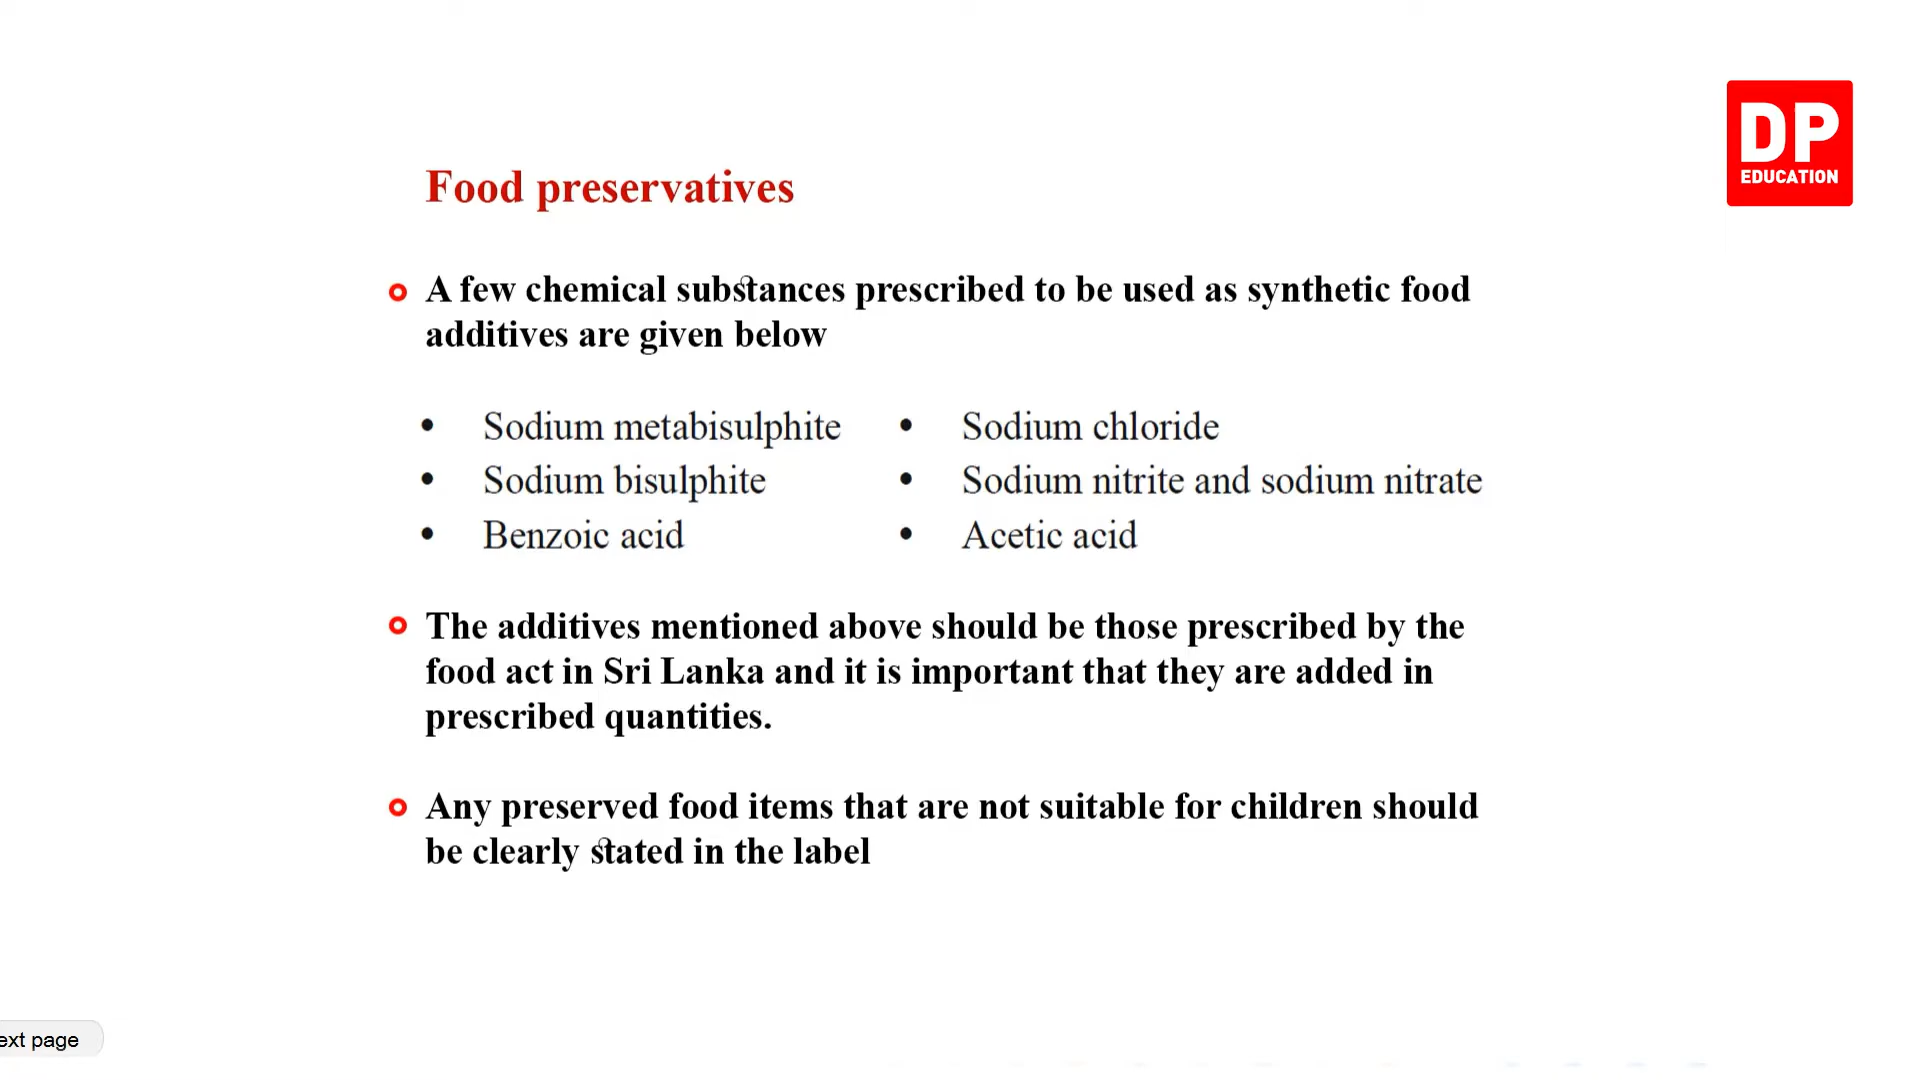 DP
EDUCATION
Food preservatives
A few chemical substances prescribed to be used as synthetic food
additives are given below
• Sodium metabisulphite • Sodium chloride
• Sodium bisulphite • Sodium nitrite and sodium nitrate
• Benzoic acid • Acetic acid
The additives mentioned above should be those prescribed by the
food act in Sri Lanka and it is important that they are added in
prescribed quantities.
Any preserved food items that are not suitable for children should
be clearly stated in the label
ext page